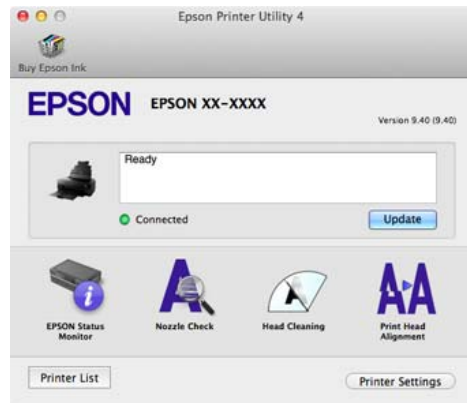 Epson Printer Utility 4
Buy Epson Ink
EPSON EPSON XX-XXXX
Version 9.40 (9.40)
Ready
Connected Update
EPSON Status Monitor
Nozzle Check
Head Cleaning
Print Head Alignment
Printer List Printer Settings